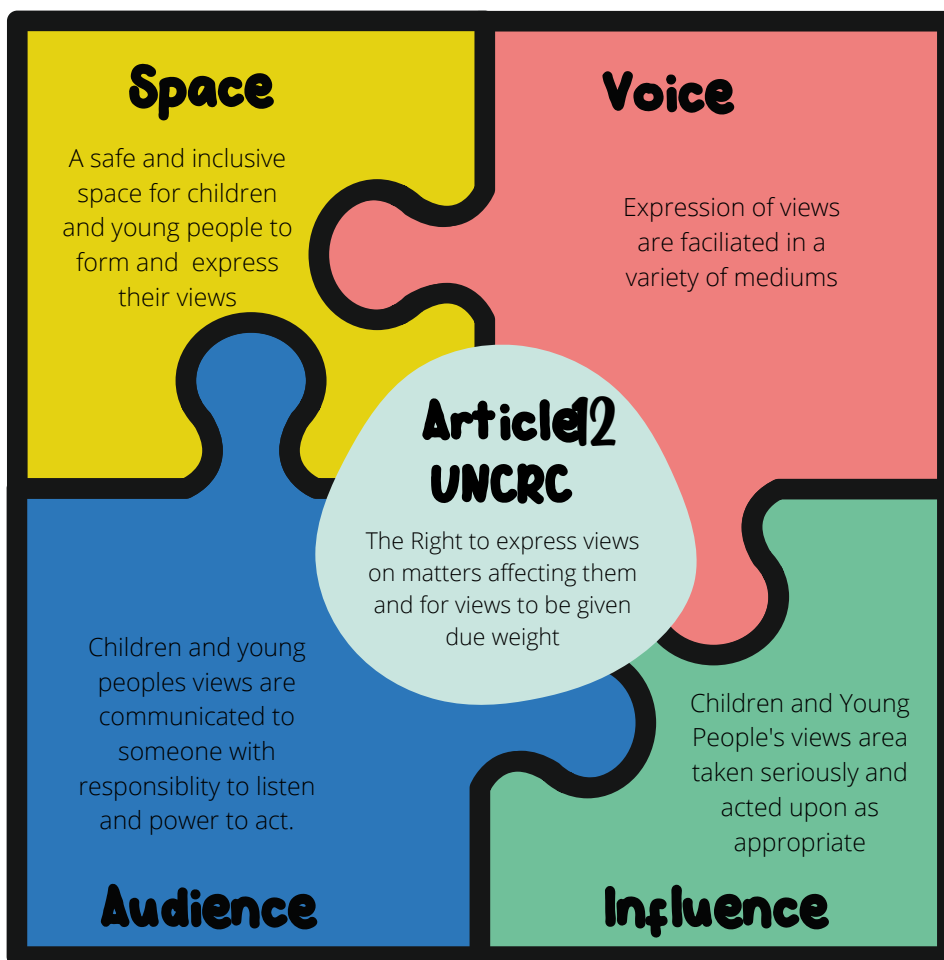 Space
A safe and inclusive
space for children
and young people to
form and  express
their views
Voice
Expression of views
are faciliated in a
variety of mediums
Article12
UNCRC
The Right to express views
on matters affecting them
and for views to be given
due weight
Children and young
peoples views are
communicated to
someone with
responsiblity to listen
and power to act.
Audience
Children and Young
People's views area
taken seriously and
acted upon as
appropriate
Influence